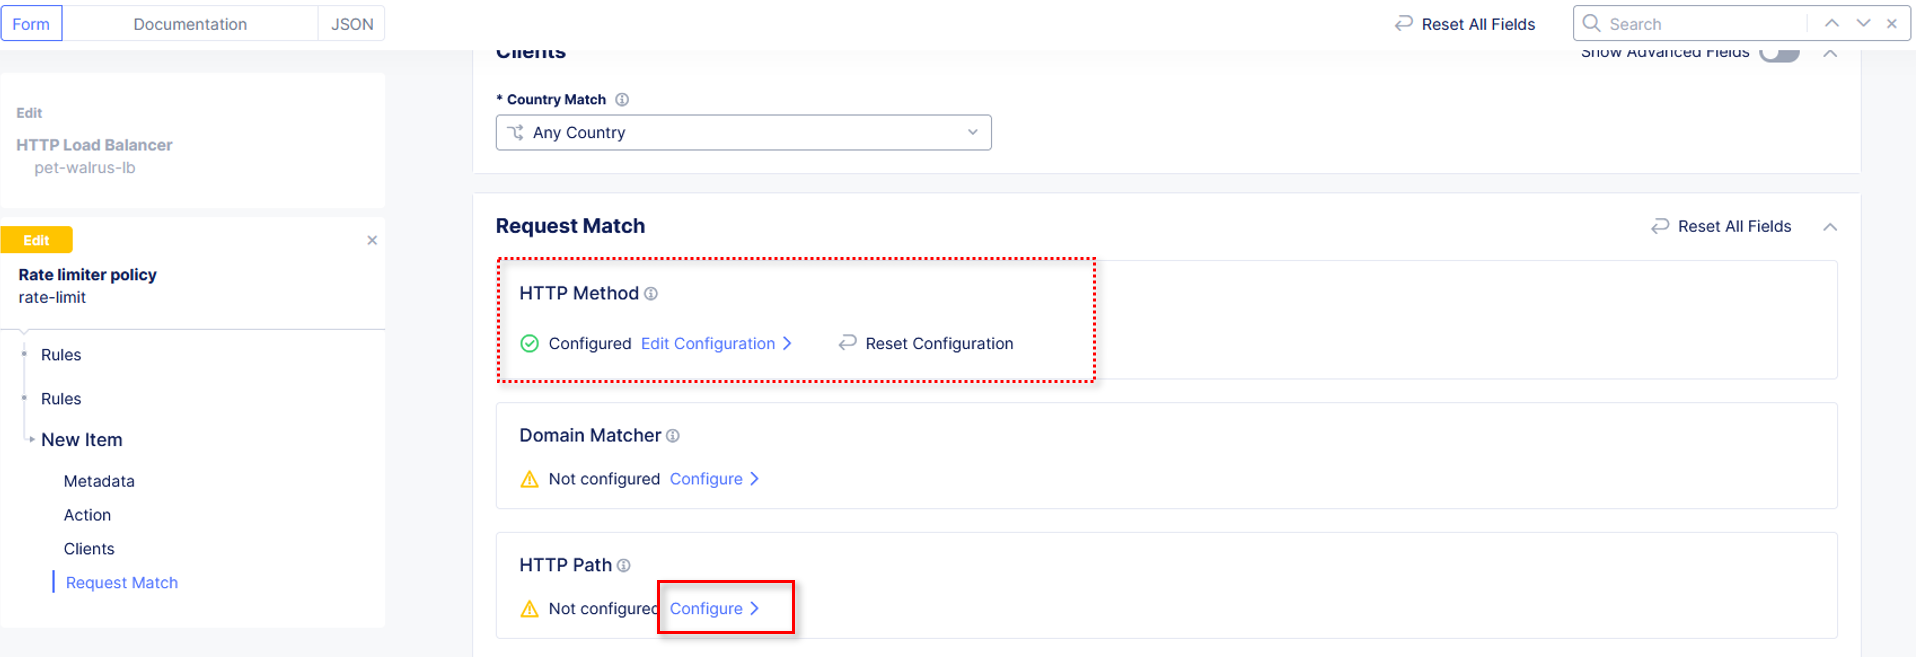 Form
Documentation
JSON
Reset All Fields
Search
Edit
HTTP Load Balancer
pet-walrus-lb
Edit
Rate limiter policy
rate-limit
Rules
Rules
New Item
Metadata
Action
Clients
Request Match
Clients
Show Advanced Fields
* Country Match
Any Country
Request Match
Reset All Fields
HTTP Method
Configured Edit Configuration Reset Configuration
Domain Matcher
Not configured Configure
HTTP Path
Not configured Configure